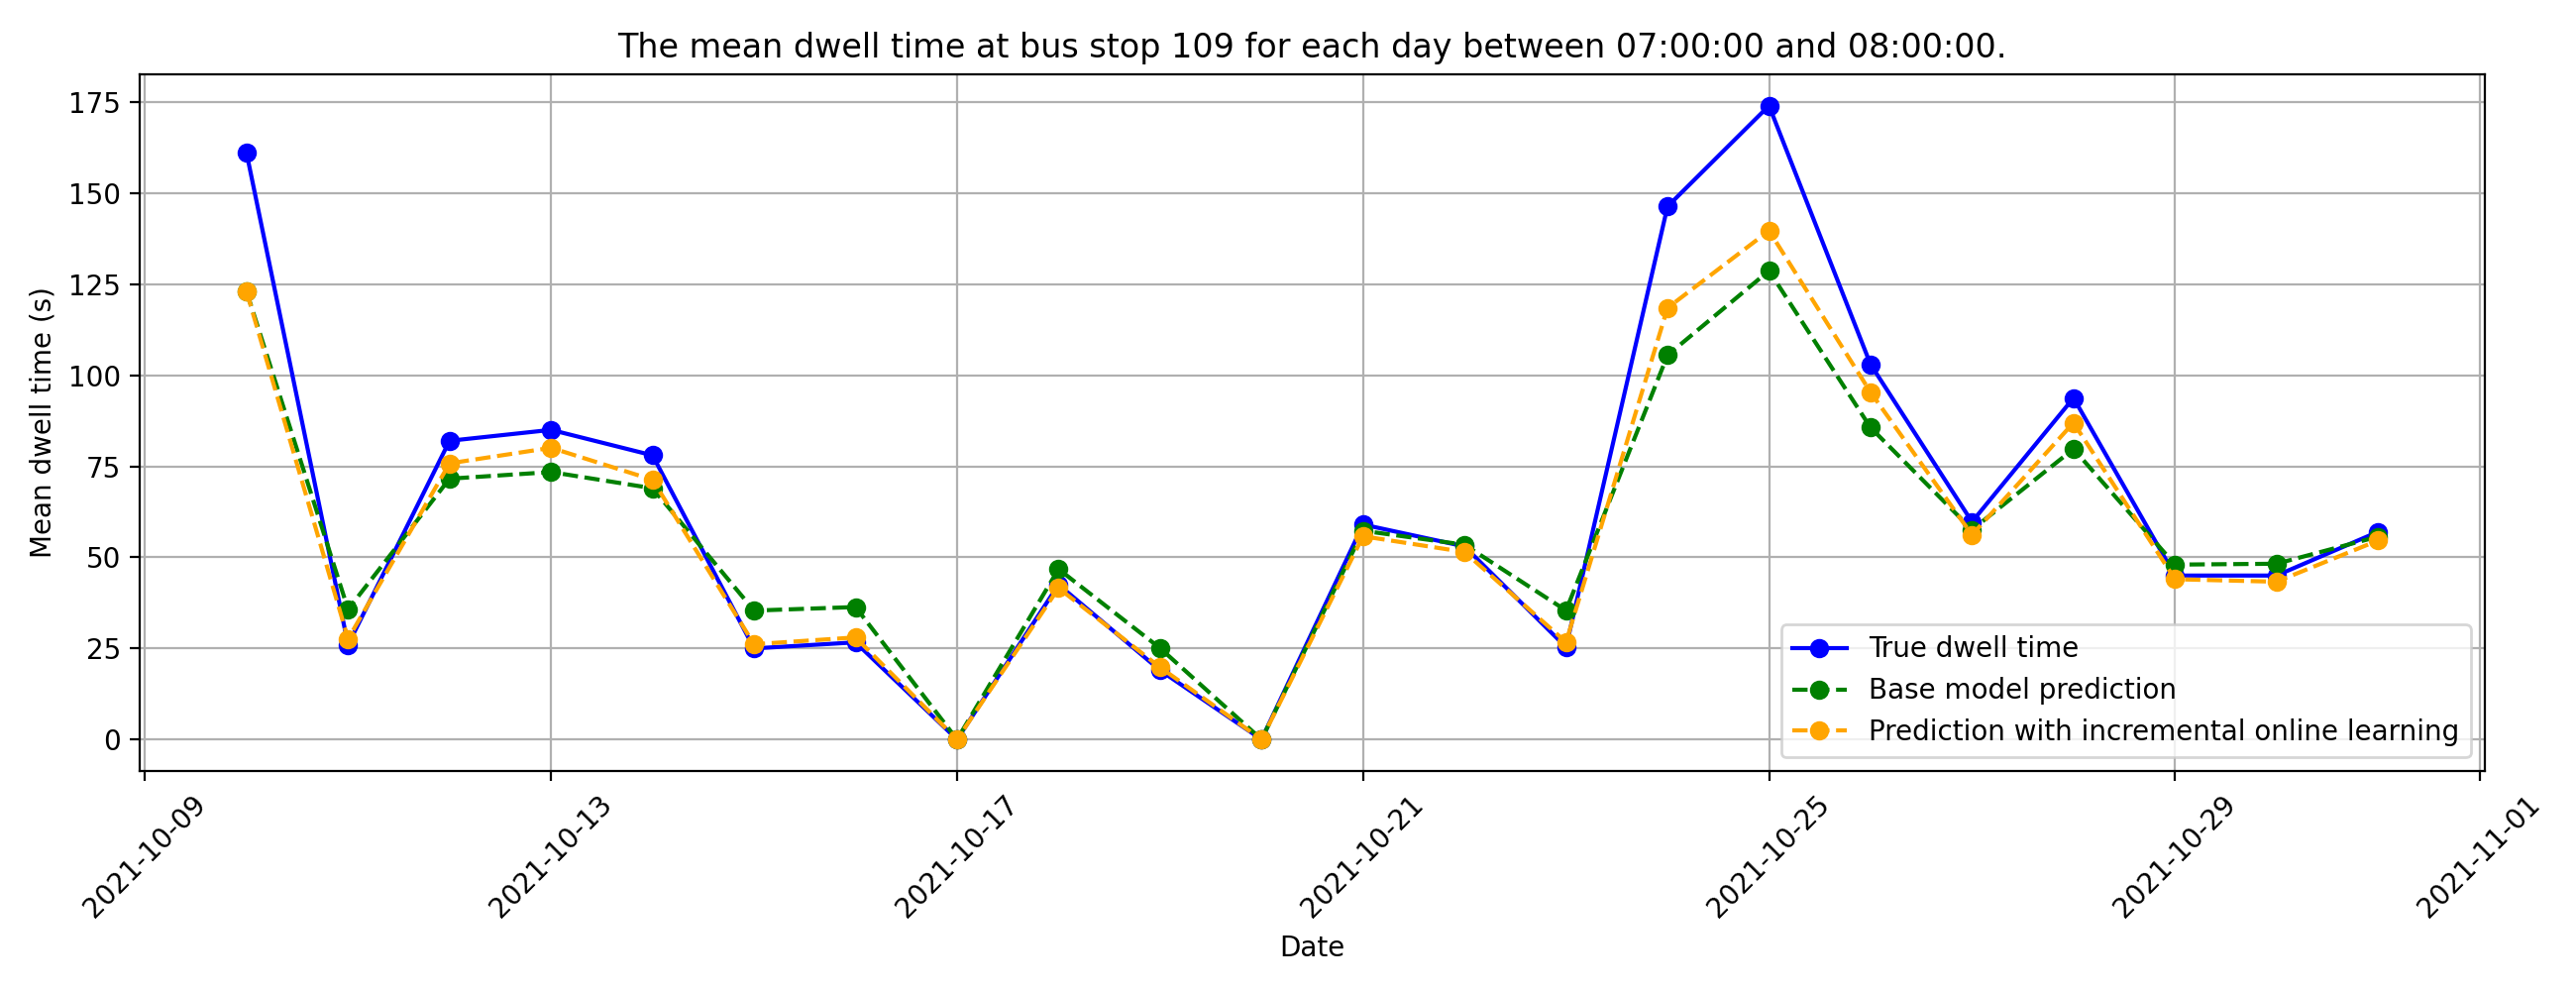 The mean dwell time at bus stop 109 for each day between 07:00:00 and 08:00:00.
Mean dwell time (s)
175
150
125
100
75
50
25
0
True dwell time
Base model prediction
Prediction with incremental online learning
2021-10-09
2021-10-13
2021-10-17
2021-10-21
2021-10-25
2021-10-29
2021-11-01
Date